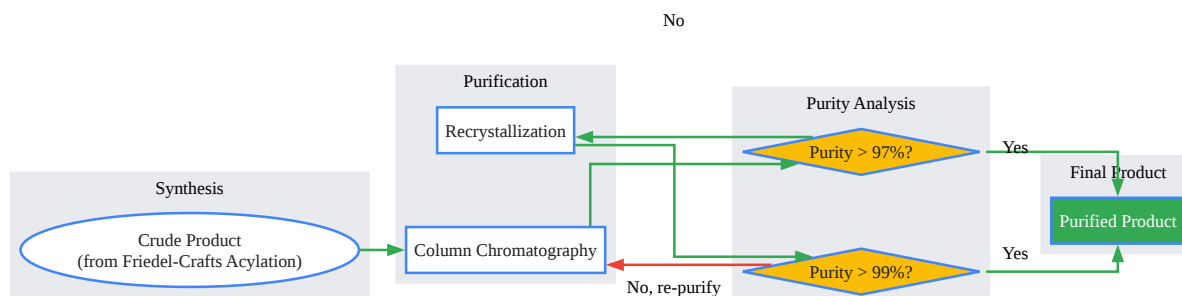 No
Purification
Recrystallization
Purity Analysis
Purity > 97%?
Yes
Synthesis
Final Product
Crude Product
(from Friedel-Crafts Acylation)
Column Chromatography
Purified Product
Purity > 99%?
Yes
No, re-purify